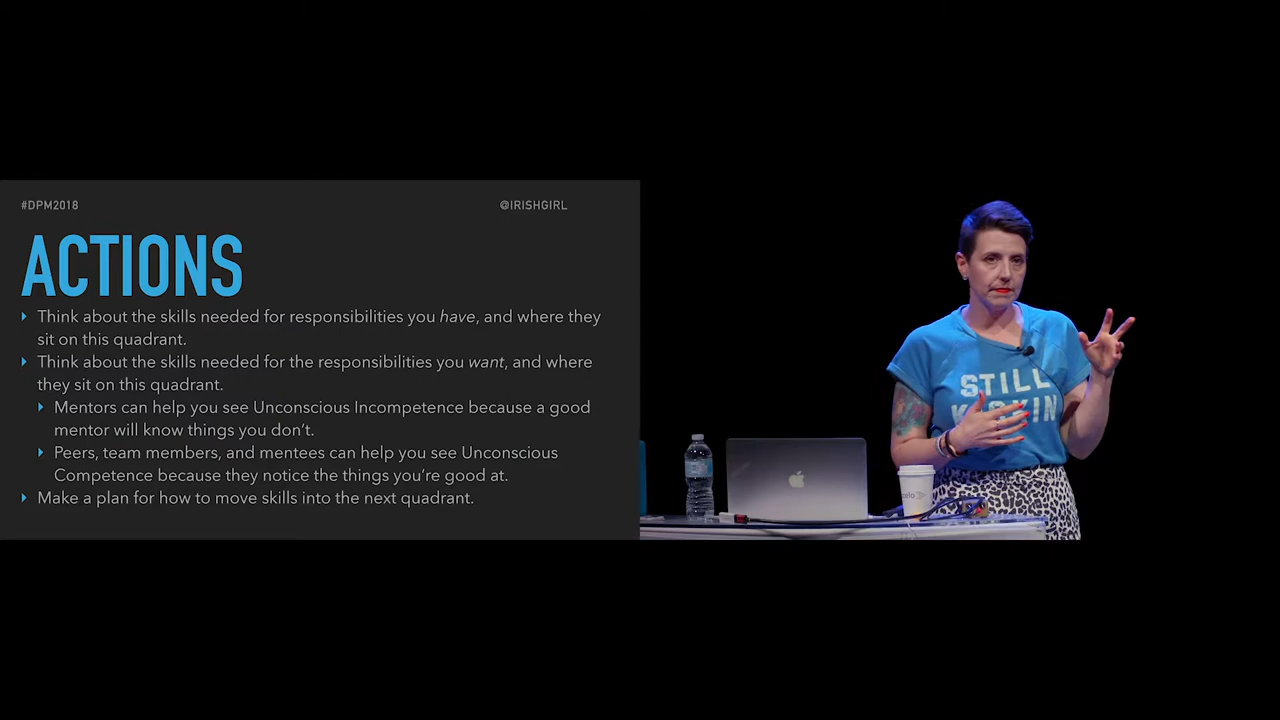 #DPM2018
@IRISHGIRL
ACTIONS
Think about the skills needed for responsibilities you have, and where they
sit on this quadrant.
Think about the skills needed for the responsibilities you want, and where
they sit on this quadrant.
Mentors can help you see Unconscious Incompetence because a good
mentor will know things you don’t.
Peers, team members, and mentees can help you see Unconscious
Competence because they notice the things you’re good at.
Make a plan for how to move skills into the next quadrant.
STILL